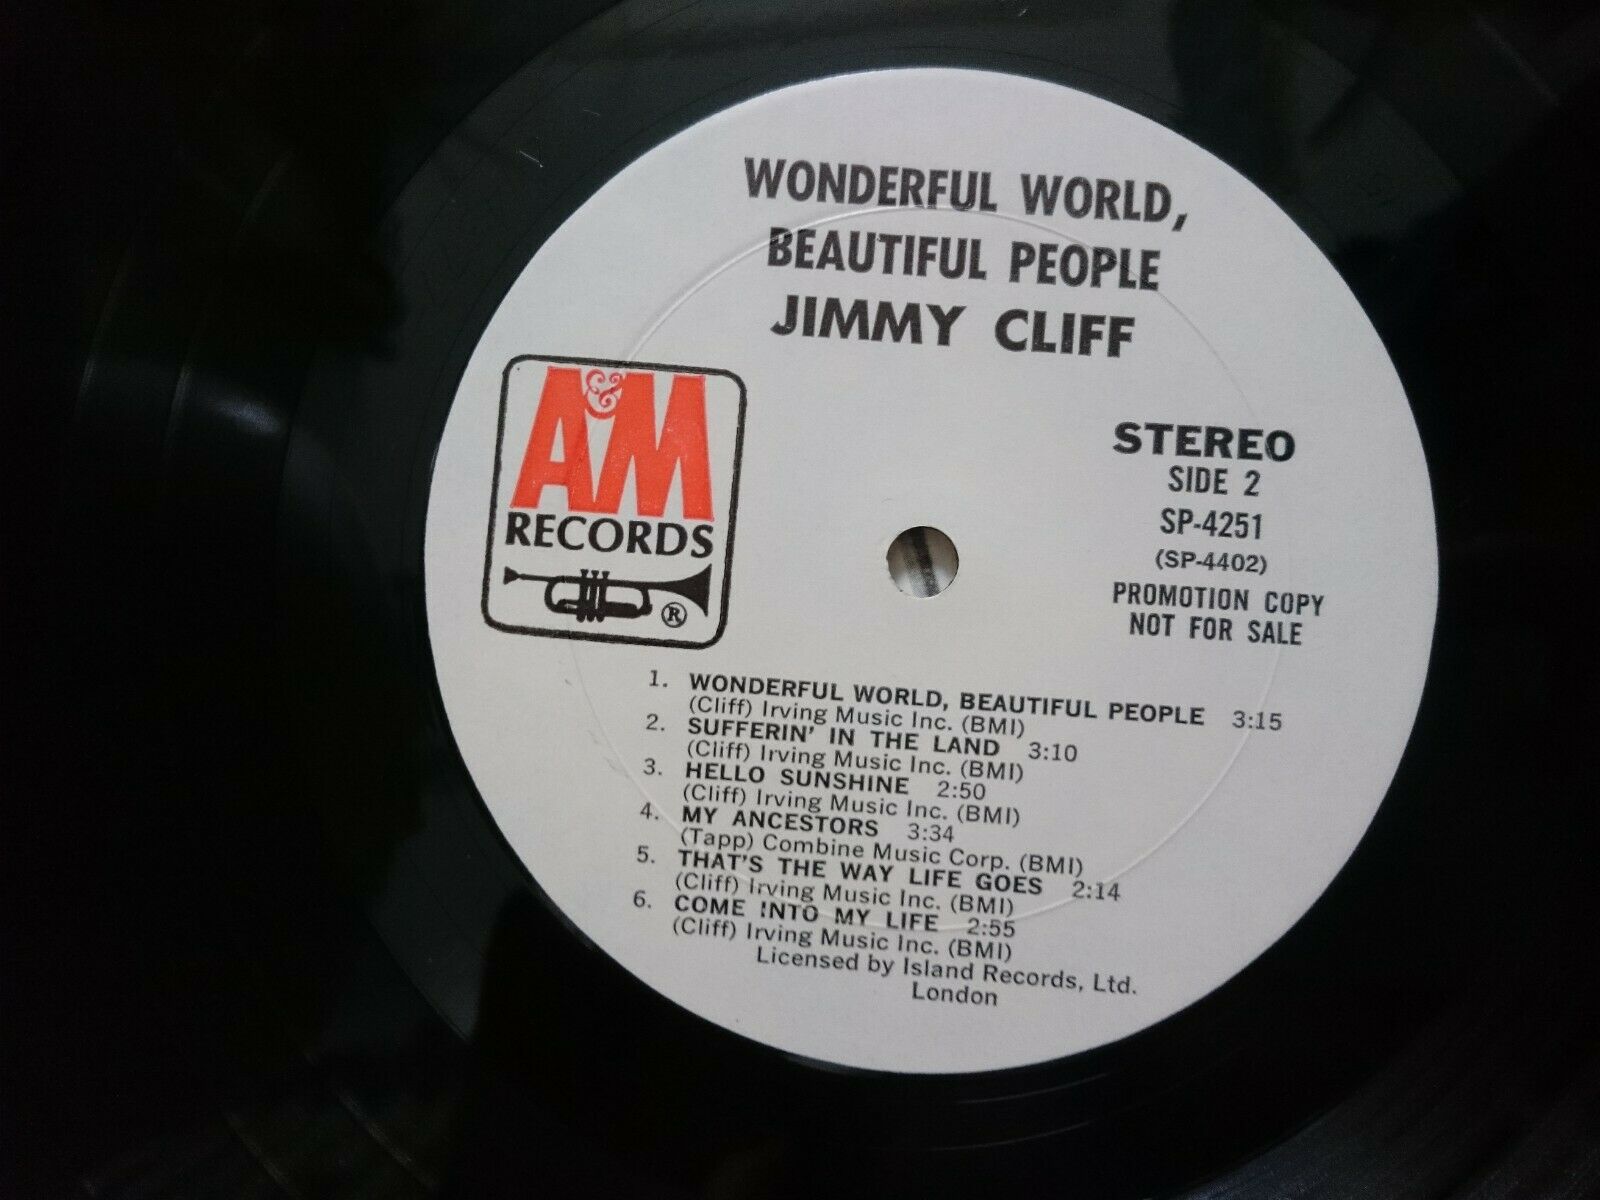 WONDERFUL WORLD,
BEAUTIFUL PEOPLE
JIMMY CLIFF
A&M
RECORDS
®
STEREO
SIDE 2
SP-4251
(SP-4402)
PROMOTION COPY
NOT FOR SALE
1. WONDERFUL WORLD, BEAUTIFUL PEOPLE 3:15
(Cliff) Irving Music Inc. (BMI)
2. SUFFERIN' IN THE LAND 3:10
(Cliff) Irving Music Inc. (BMI)
3. HELLO SUNSHINE 2:50
(Cliff) Irving Music Inc. (BMI)
4. MY ANCESTORS 3:34
(Tapp) Combine Music Corp. (BMI)
5. THAT'S THE WAY LIFE GOES 2:14
(Cliff) Irving Music Inc. (BMI)
6. COME INTO MY LIFE 2:55
(Cliff) Irving Music Inc. (BMI)
Licensed by Island Records, Ltd.
London